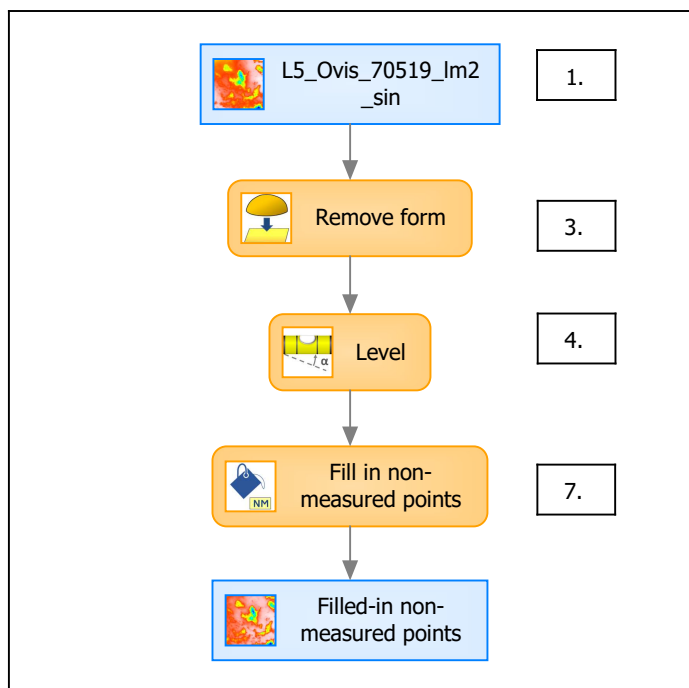 L5_Ovis_70519_lm2
_sin
1.
Remove form
3.
α
Level
4.
Fill in non-
measured points
NM
7.
Filled-in non-
measured points